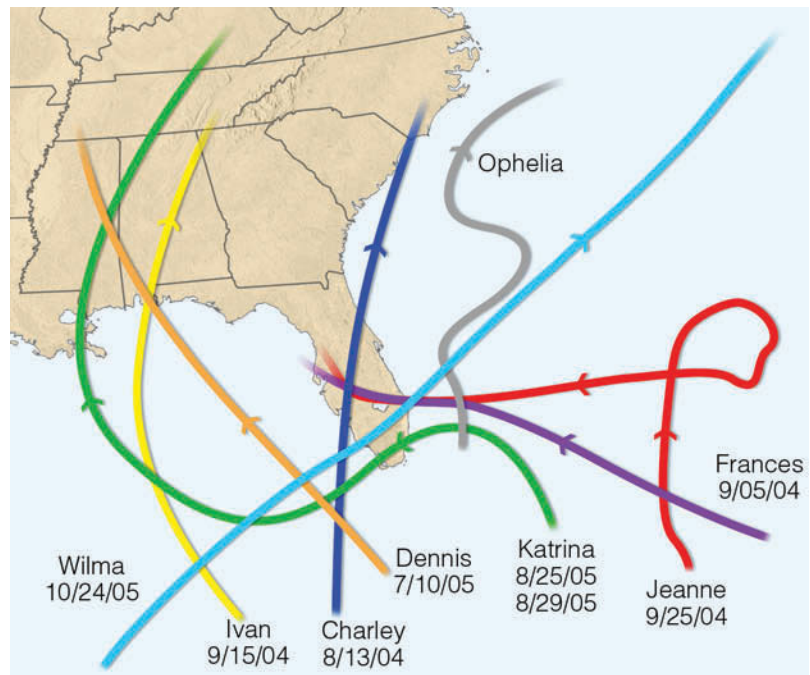 Ophelia
Frances
9/05/04
Wilma
10/24/05
Dennis
7/10/05
Katrina
8/25/05
8/29/05
Jeanne
9/25/04
Ivan
9/15/04
Charley
8/13/04